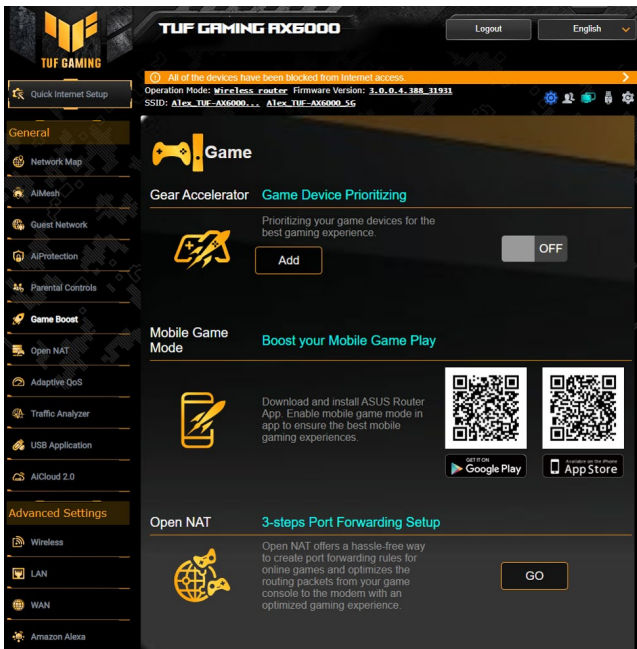 TUF GAMING
TUF GAMING AX6000
Logout
English
All of the devices have been blocked from Internet access.
Operation Mode: Wireless router Firmware Version: 3.0.0.4.388_31931
SSID: Alex_TUF-AX6000... Alex_TUF-AX6000_5G
Quick Internet Setup
General
Network Map
AiMesh
Guest Network
AiProtection
Parental Controls
Game Boost
Open NAT
Adaptive QoS
Traffic Analyzer
USB Application
AiCloud 2.0
Advanced Settings
Wireless
LAN
WAN
Amazon Alexa
Game
Gear Accelerator
Game Device Prioritizing
Prioritizing your game devices for the
best gaming experience.
Add
OFF
Mobile Game
Mode
Boost your Mobile Game Play
Download and install ASUS Router
App. Enable mobile game mode in
app to ensure the best mobile
gaming experiences.
GET IT ON
Google Play
Available on the iPhone
App Store
Open NAT
3-steps Port Forwarding Setup
Open NAT offers a hassle-free way
to create port forwarding rules for
online games and optimizes the
routing packets from your game
console to the modem with an
optimized gaming experience.
GO